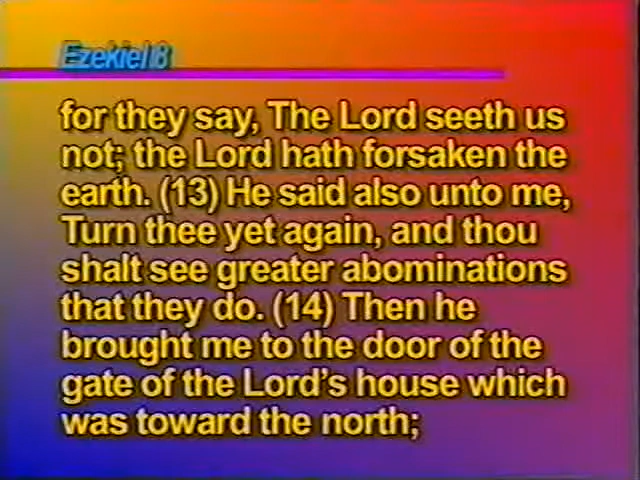 Ezekiel 8
for they say, The Lord seeth us
not; the Lord hath forsaken the
earth. (13) He said also unto me,
Turn thee yet again, and thou
shalt see greater abominations
that they do. (14) Then he
brought me to the door of the
gate of the Lord's house which
was toward the north;